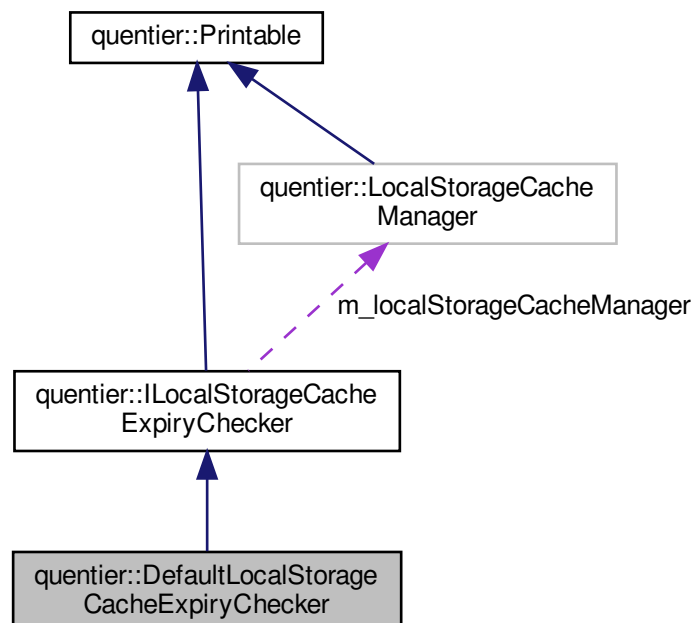 quentier::Printable
quentier::LocalStorageCache
Manager
m_localStorageCacheManager
quentier::ILocalStorageCache
ExpiryChecker
quentier::DefaultLocalStorage
CacheExpiryChecker